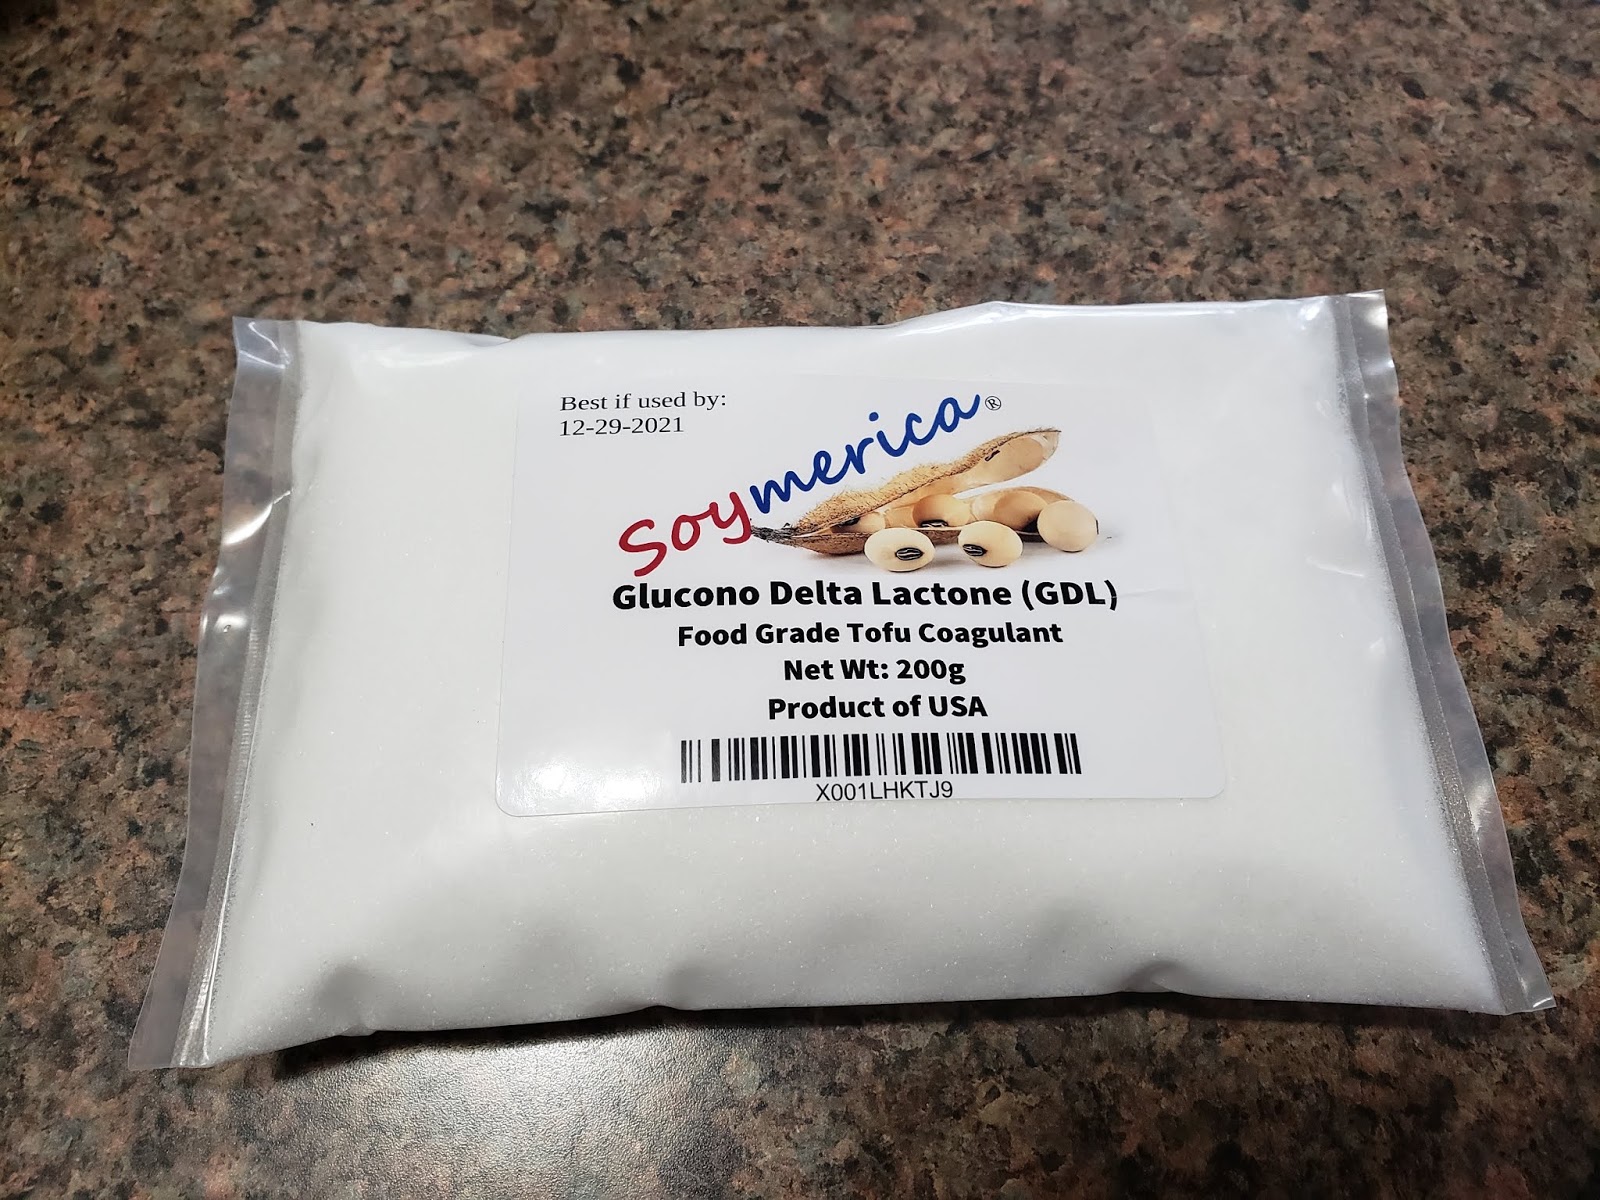 Best if used by:
12-29-2021
Soymerica®
Glucono Delta Lactone (GDL)
Food Grade Tofu Coagulant
Net Wt: 200g
Product of USA
X001LHKTJ9